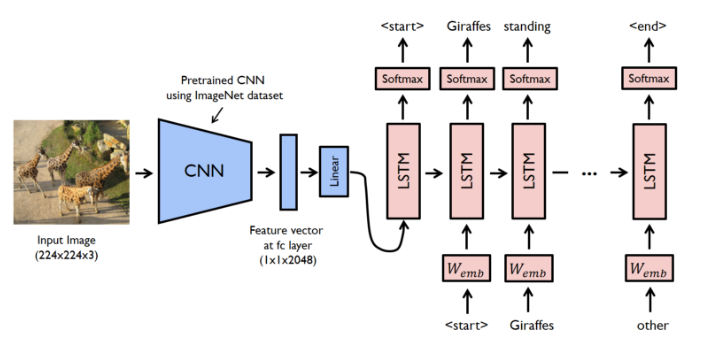 <start> Giraffes standing <end>
Softmax Softmax Softmax Softmax
Pretrained CNN
using ImageNet dataset
CNN
Linear
LSTM LSTM LSTM ... LSTM
Feature vector
at fc layer
(1x1x2048)
Input Image
(224x224x3)
W_emb W_emb W_emb
<start> Giraffes other